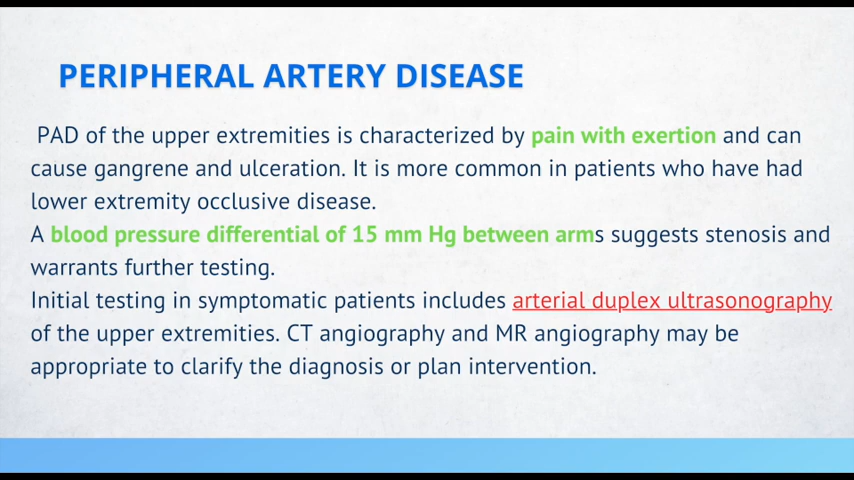 PERIPHERAL ARTERY DISEASE
PAD of the upper extremities is characterized by pain with exertion and can
cause gangrene and ulceration. It is more common in patients who have had
lower extremity occlusive disease.
A blood pressure differential of 15 mm Hg between arms suggests stenosis and
warrants further testing.
Initial testing in symptomatic patients includes arterial duplex ultrasonography
of the upper extremities. CT angiography and MR angiography may be
appropriate to clarify the diagnosis or plan intervention.